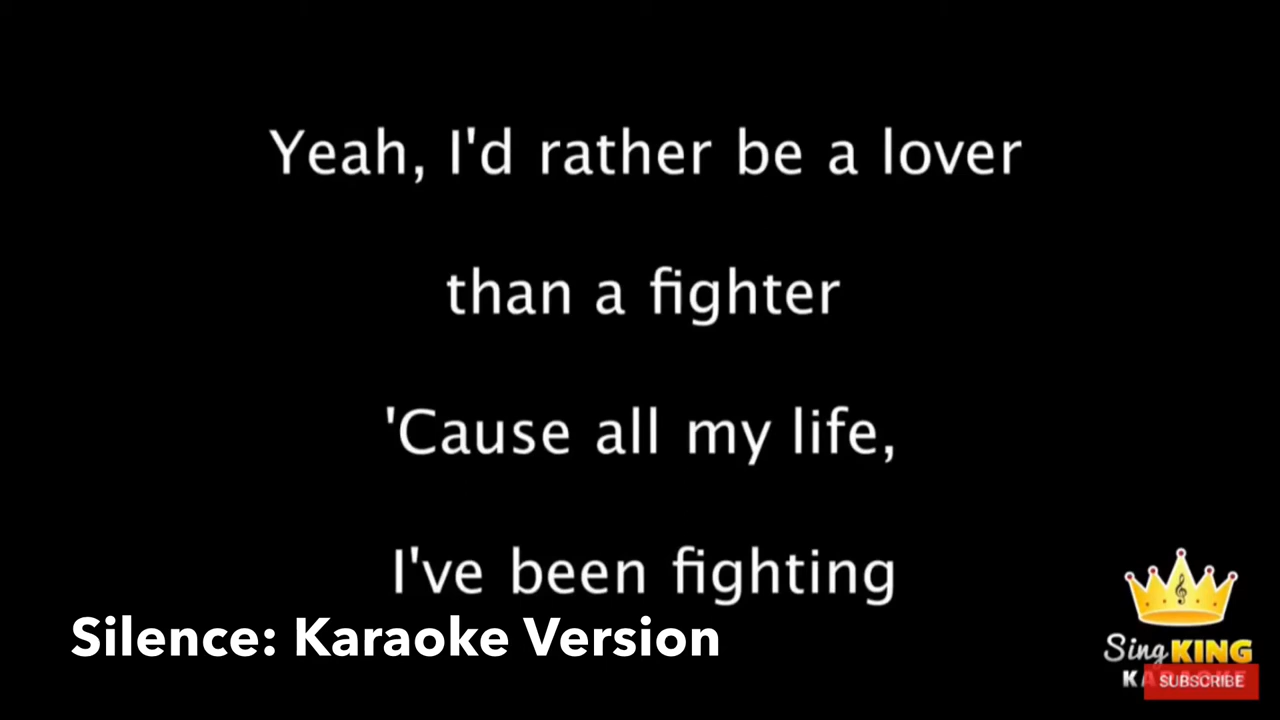 Yeah, I'd rather be a lover
than a fighter
'Cause all my life,
I've been fighting
Silence: Karaoke Version
Sing KING
SUBSCRIBE